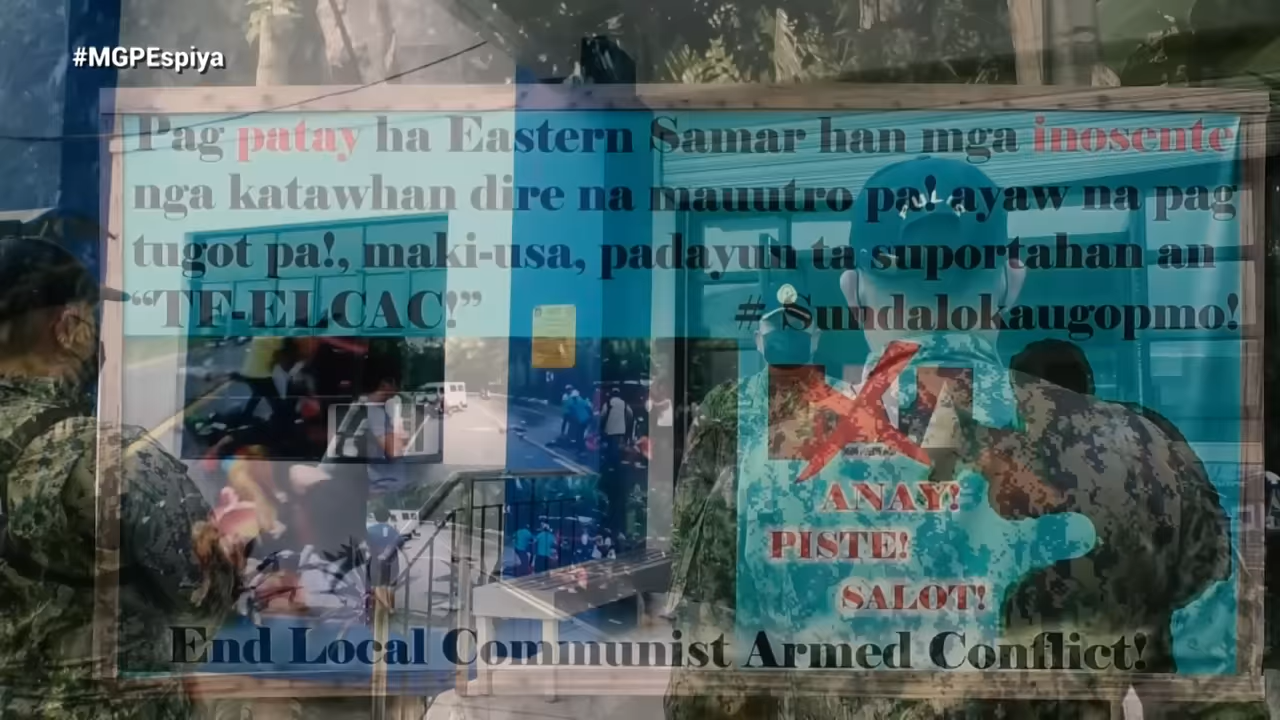 #MGPEspiya
Pag patay ha Eastern Samar han mga inosente
nga katawhan dire na mauutro pa! ayaw na pag
tugot pa!, maki-usa, padayun ta suportahan an
“TF-ELCAC!” # Sundalokaugopmo!
ANAY!
PISTE!
SALOT!
End Local Communist Armed Conflict!